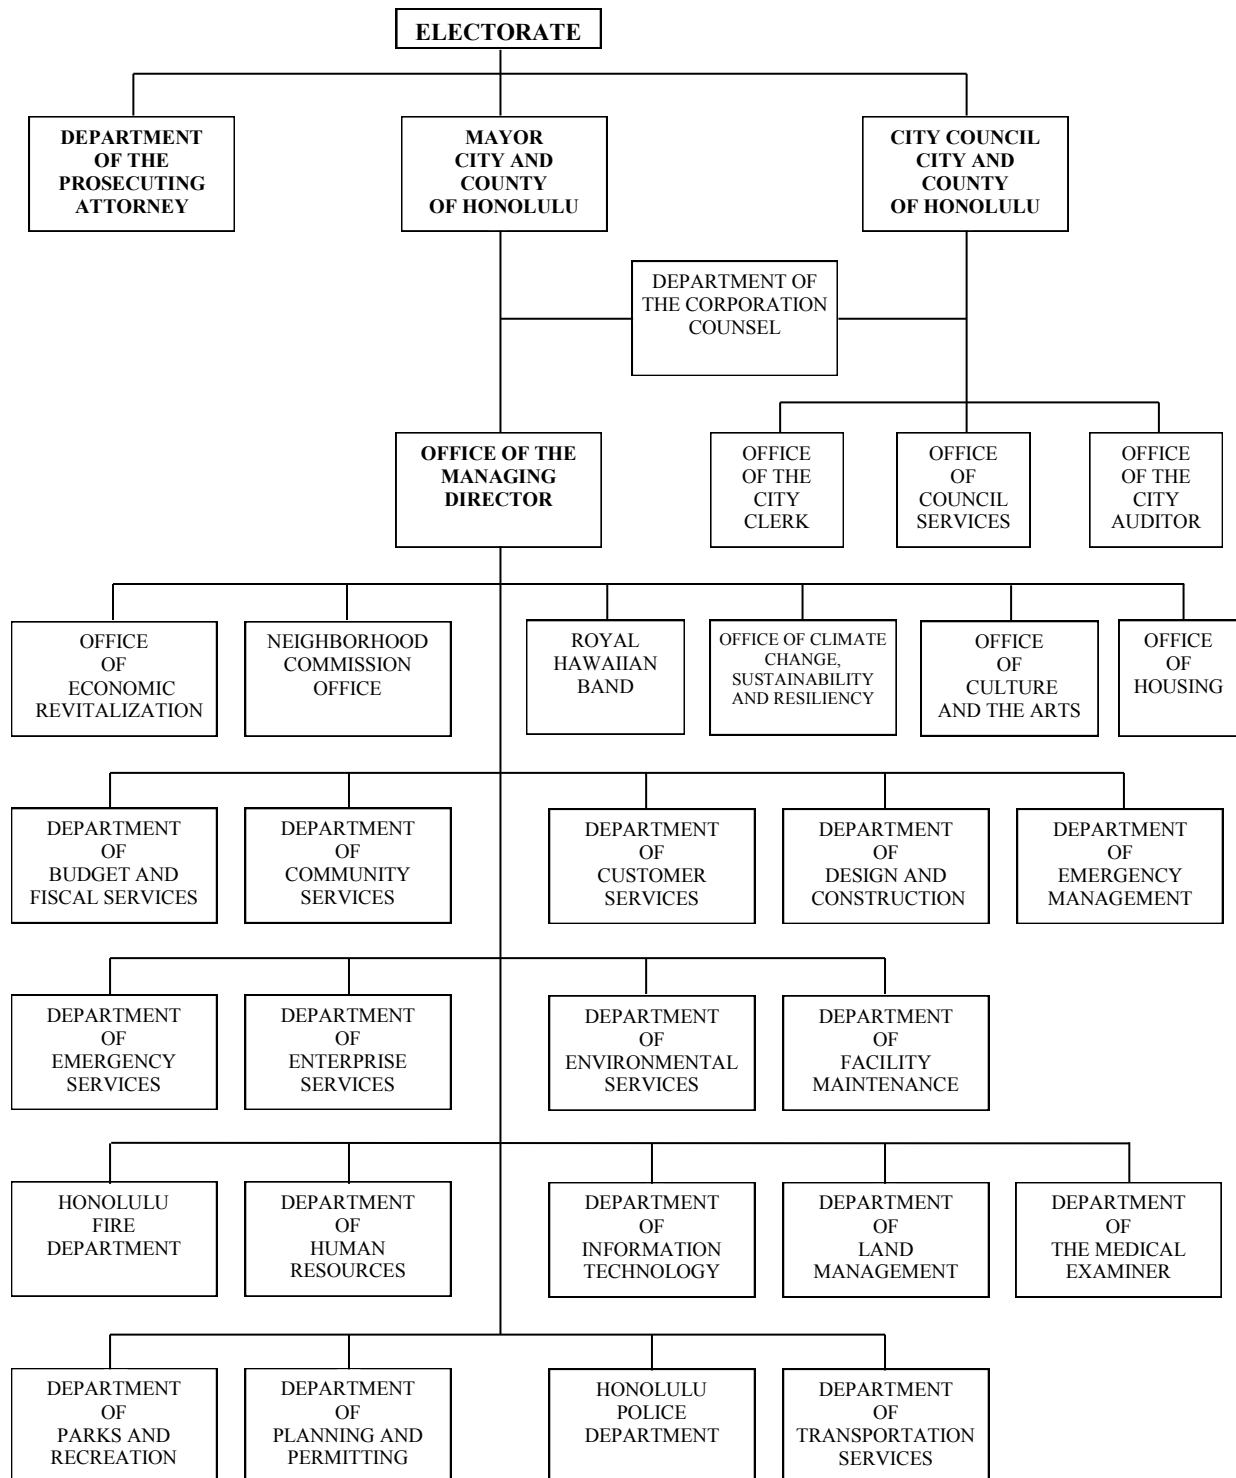 ELECTORATE
DEPARTMENT
OF THE
PROSECUTING
ATTORNEY
MAYOR
CITY AND
COUNTY
OF HONOLULU
CITY COUNCIL
CITY AND
COUNTY
OF HONOLULU
DEPARTMENT OF
THE CORPORATION
COUNSEL
OFFICE OF THE
MANAGING
DIRECTOR
OFFICE
OF THE
CITY
CLERK
OFFICE
OF
COUNCIL
SERVICES
OFFICE
OF THE
CITY
AUDITOR
OFFICE
OF
ECONOMIC
REVITALIZATION
NEIGHBORHOOD
COMMISSION
OFFICE
ROYAL
HAWAIIAN
BAND
OFFICE OF CLIMATE
CHANGE,
SUSTAINABILITY
AND RESILIENCY
OFFICE
OF
CULTURE
AND THE ARTS
OFFICE
OF
HOUSING
DEPARTMENT
OF
BUDGET AND
FISCAL SERVICES
DEPARTMENT
OF
COMMUNITY
SERVICES
DEPARTMENT
OF
CUSTOMER
SERVICES
DEPARTMENT
OF
DESIGN AND
CONSTRUCTION
DEPARTMENT
OF
EMERGENCY
MANAGEMENT
DEPARTMENT
OF
EMERGENCY
SERVICES
DEPARTMENT
OF
ENTERPRISE
SERVICES
DEPARTMENT
OF
ENVIRONMENTAL
SERVICES
DEPARTMENT
OF
FACILITY
MAINTENANCE
HONOLULU
FIRE
DEPARTMENT
DEPARTMENT
OF
HUMAN
RESOURCES
DEPARTMENT
OF
INFORMATION
TECHNOLOGY
DEPARTMENT
OF
LAND
MANAGEMENT
DEPARTMENT
OF
THE MEDICAL
EXAMINER
DEPARTMENT
OF
PARKS AND
RECREATION
DEPARTMENT
OF
PLANNING AND
PERMITTING
HONOLULU
POLICE
DEPARTMENT
DEPARTMENT
OF
TRANSPORTATION
SERVICES